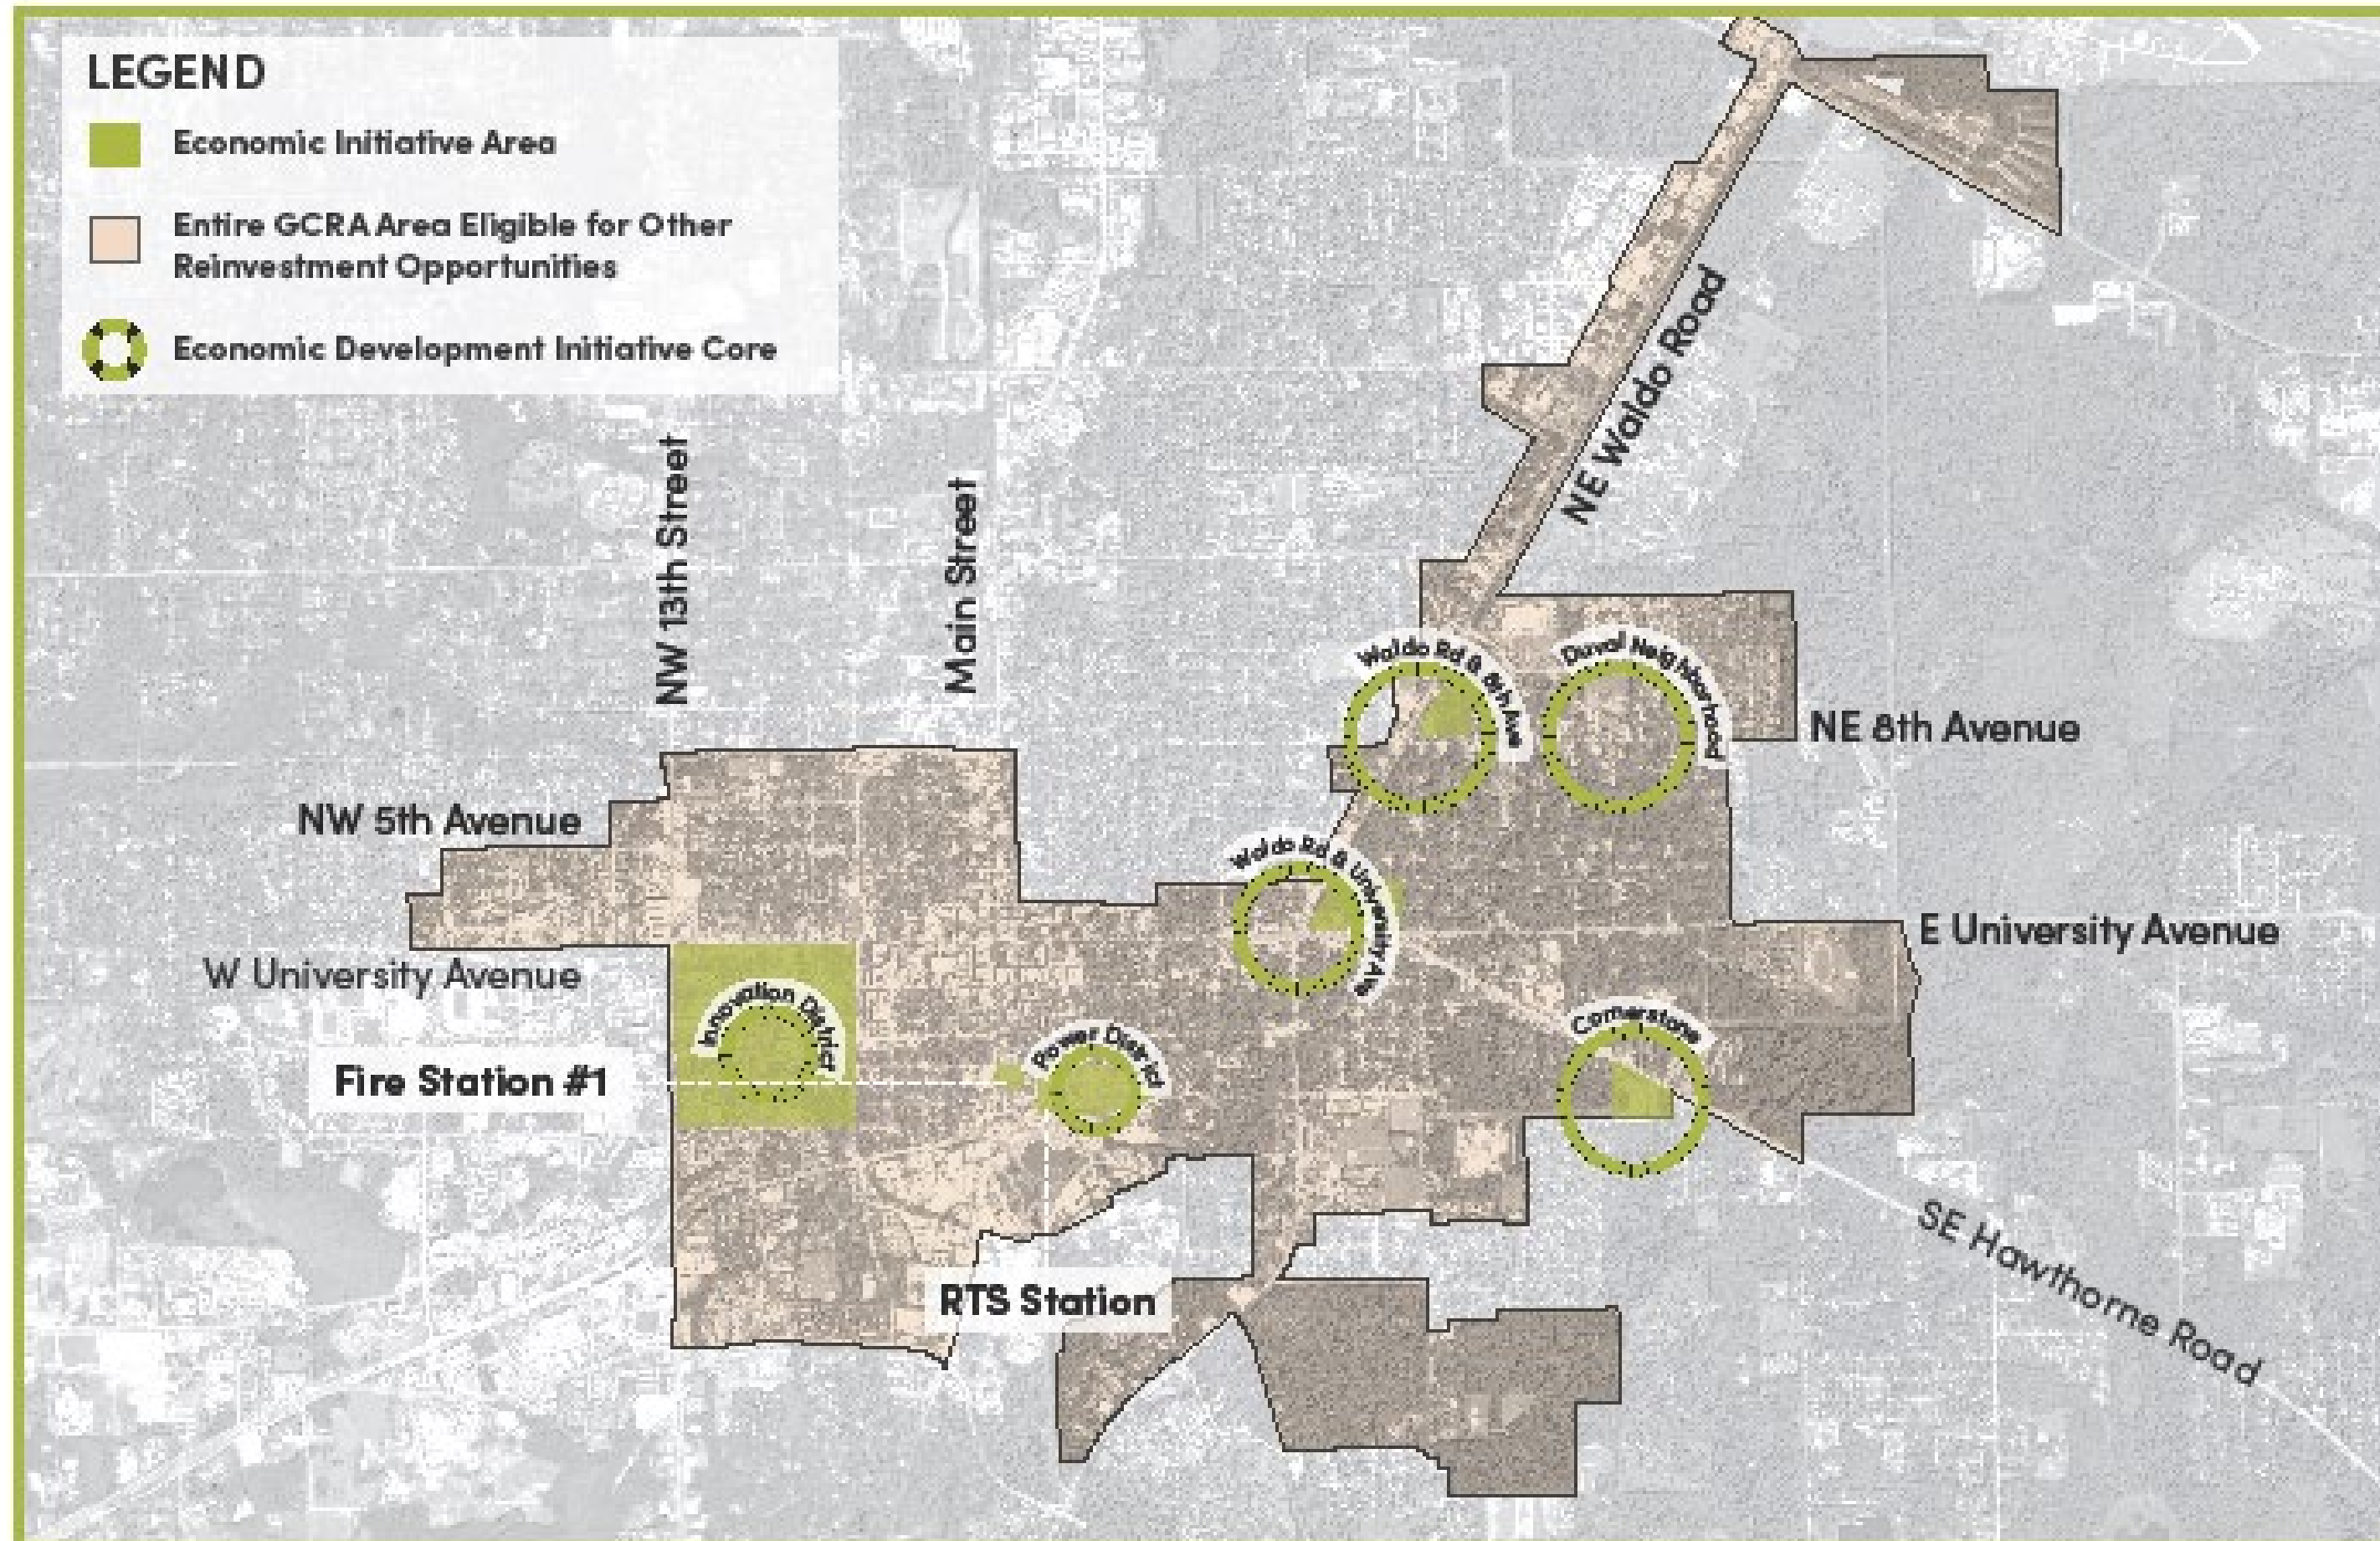 LEGEND
Economic Initiative Area
Entire GCRA Area Eligible for Other
Reinvestment Opportunities
Economic Development Initiative Core
NW 13th Street
Main Street
NE Waldo Road
Waldo Rd & 8th Ave
Duval Neighborhood
NE 8th Avenue
NW 5th Avenue
Waldo Rd & University Ave
E University Avenue
W University Avenue
Innovation District
Power District
Cornerstone
Fire Station #1
SE Hawthorne Road
RTS Station